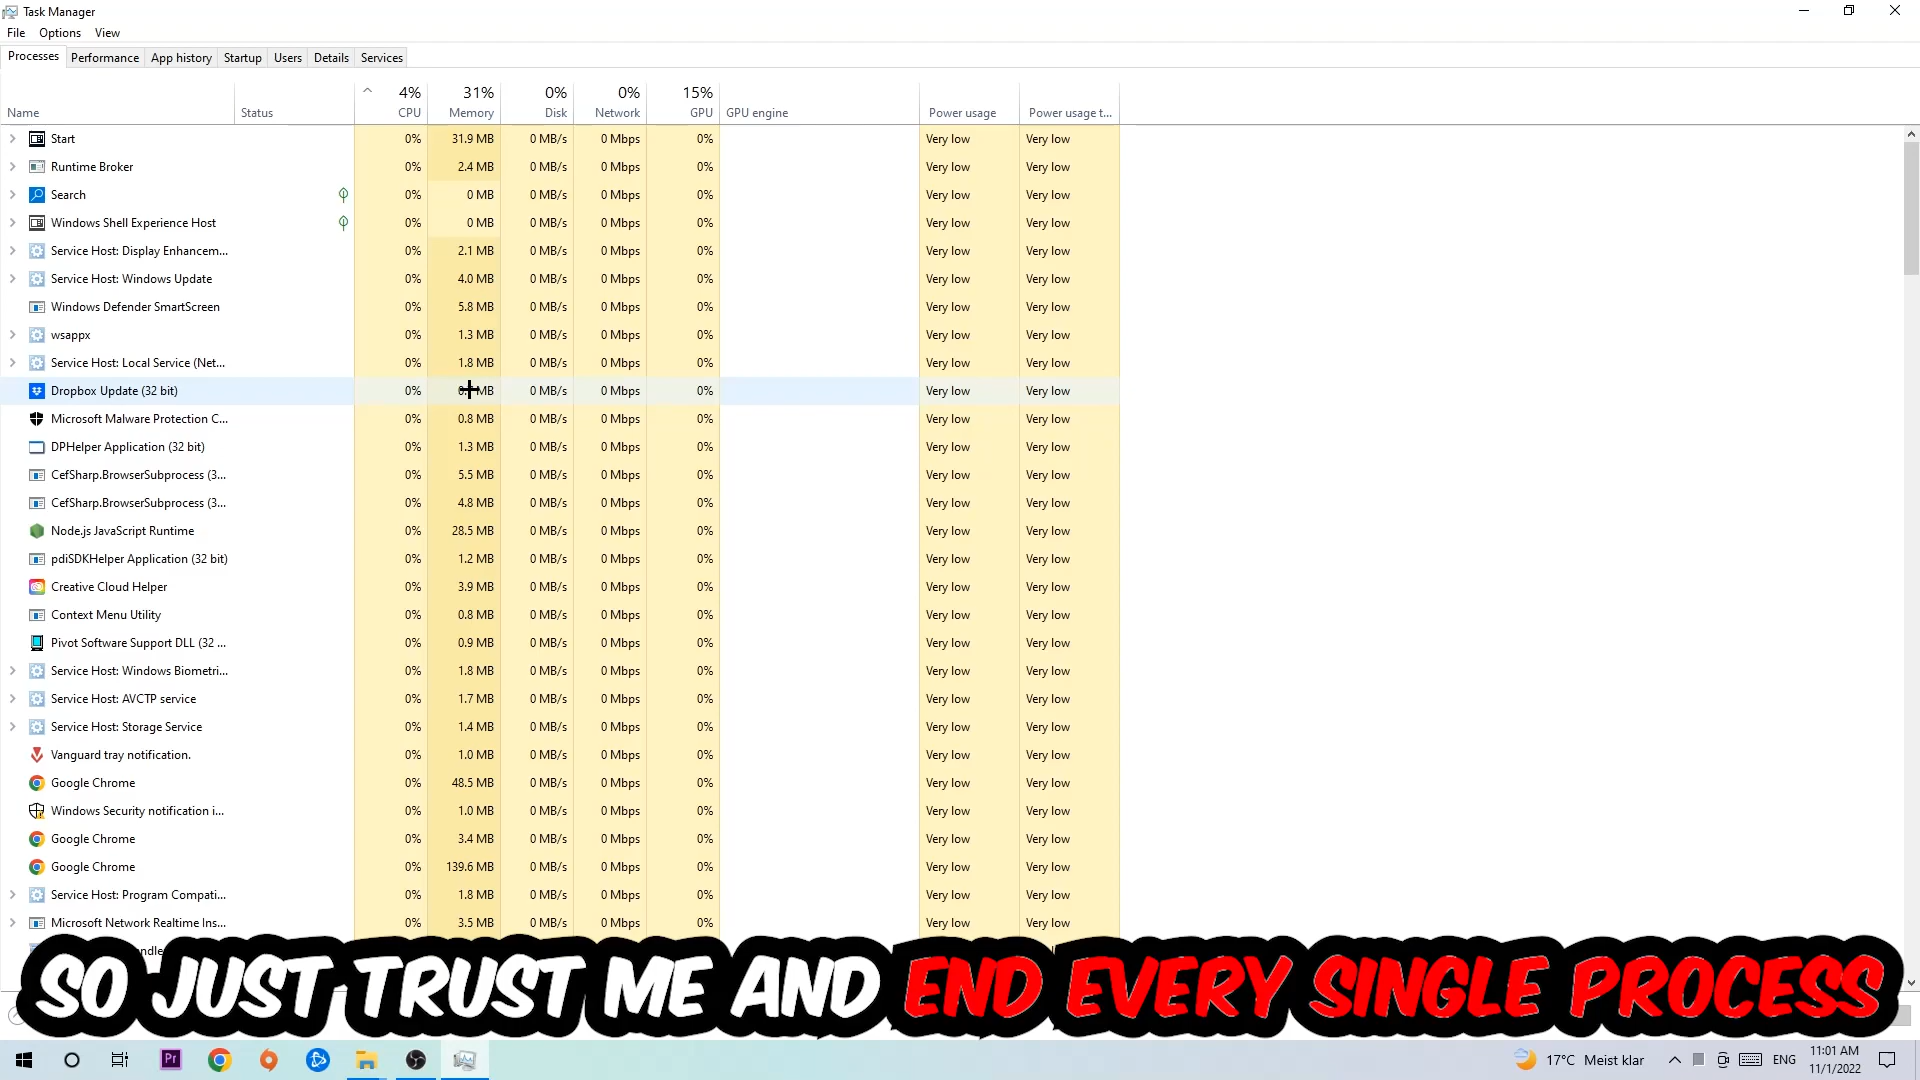 Task Manager
File Options View
Processes Performance App history Startup Users Details Services
4% 31% 0% 0% 15%
Name Status CPU Memory Disk Network GPU GPU engine Power usage Power usage t...
Start 0% 31.9 MB 0 MB/s 0 Mbps 0% Very low Very low
Runtime Broker 0% 2.4 MB 0 MB/s 0 Mbps 0% Very low Very low
Search 0% 0 MB 0 MB/s 0 Mbps 0% Very low Very low
Windows Shell Experience Host 0% 0 MB 0 MB/s 0 Mbps 0% Very low Very low
Service Host: Display Enhancem... 0% 2.1 MB 0 MB/s 0 Mbps 0% Very low Very low
Service Host: Windows Update 0% 4.0 MB 0 MB/s 0 Mbps 0% Very low Very low
Windows Defender SmartScreen 0% 5.8 MB 0 MB/s 0 Mbps 0% Very low Very low
wsappx 0% 1.3 MB 0 MB/s 0 Mbps 0% Very low Very low
Service Host: Local Service (Net... 0% 1.8 MB 0 MB/s 0 Mbps 0% Very low Very low
Dropbox Update (32 bit) 0% MB 0 MB/s 0 Mbps 0% Very low Very low
Microsoft Malware Protection C... 0% 0.8 MB 0 MB/s 0 Mbps 0% Very low Very low
DPHelper Application (32 bit) 0% 1.3 MB 0 MB/s 0 Mbps 0% Very low Very low
CefSharp.BrowserSubprocess (3... 0% 5.5 MB 0 MB/s 0 Mbps 0% Very low Very low
CefSharp.BrowserSubprocess (3... 0% 4.8 MB 0 MB/s 0 Mbps 0% Very low Very low
Node.js JavaScript Runtime 0% 28.5 MB 0 MB/s 0 Mbps 0% Very low Very low
pdiSDKHelper Application (32 bit) 0% 1.2 MB 0 MB/s 0 Mbps 0% Very low Very low
Creative Cloud Helper 0% 3.9 MB 0 MB/s 0 Mbps 0% Very low Very low
Context Menu Utility 0% 0.8 MB 0 MB/s 0 Mbps 0% Very low Very low
Pivot Software Support DLL (32 ... 0% 0.9 MB 0 MB/s 0 Mbps 0% Very low Very low
Service Host: Windows Biometri... 0% 1.8 MB 0 MB/s 0 Mbps 0% Very low Very low
Service Host: AVCTP service 0% 1.7 MB 0 MB/s 0 Mbps 0% Very low Very low
Service Host: Storage Service 0% 1.4 MB 0 MB/s 0 Mbps 0% Very low Very low
Vanguard tray notification. 0% 1.0 MB 0 MB/s 0 Mbps 0% Very low Very low
Google Chrome 0% 48.5 MB 0 MB/s 0 Mbps 0% Very low Very low
Windows Security notification i... 0% 1.0 MB 0 MB/s 0 Mbps 0% Very low Very low
Google Chrome 0% 3.4 MB 0 MB/s 0 Mbps 0% Very low Very low
Google Chrome 0% 139.6 MB 0 MB/s 0 Mbps 0% Very low Very low
Service Host: Program Compati... 0% 1.8 MB 0 MB/s 0 Mbps 0% Very low Very low
Microsoft Network Realtime Ins... 0% 3.5 MB 0 MB/s 0 Mbps 0% Very low Very low
SO JUST TRUST ME AND END EVERY SINGLE PROCESS
Pr 17°C Meist klar ENG 11:01 AM
11/1/2022